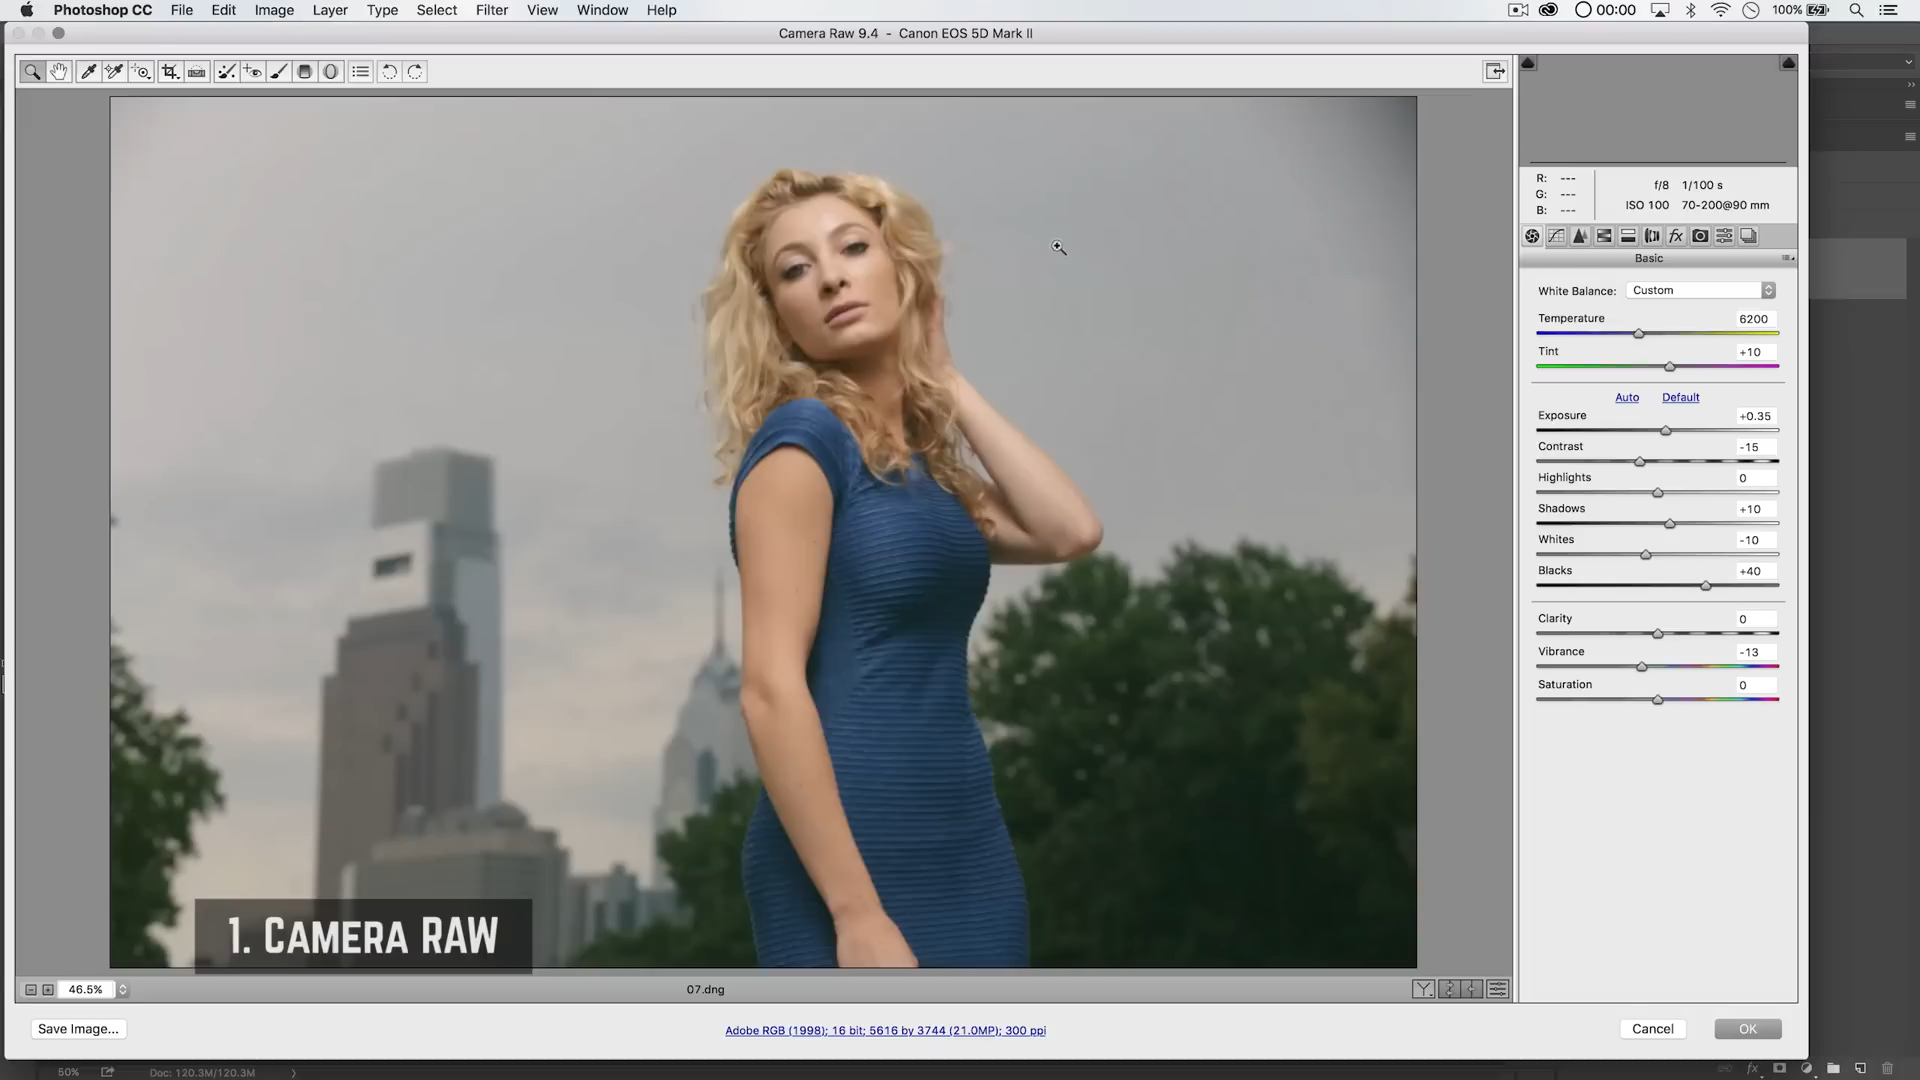 Photoshop CC File Edit Image Layer Type Select Filter View Window Help 00:00 100%
Camera Raw 9.4 - Canon EOS 5D Mark II
R: ---
G: ---
B: ---
f/8 1/100 s
ISO 100 70-200@90 mm
fx
Basic
White Balance: Custom
Temperature 6200
Tint +10
Auto Default
Exposure +0.35
Contrast -15
Highlights 0
Shadows +10
Whites -10
Blacks +40
Clarity 0
Vibrance -13
Saturation 0
1. Camera RAW
46.5% 07.dng Y
Save Image... Adobe RGB (1998); 16 bit; 5616 by 3744 (21.0MP); 300 ppi Cancel OK
50% Doc: 120.3M/120.3M fx